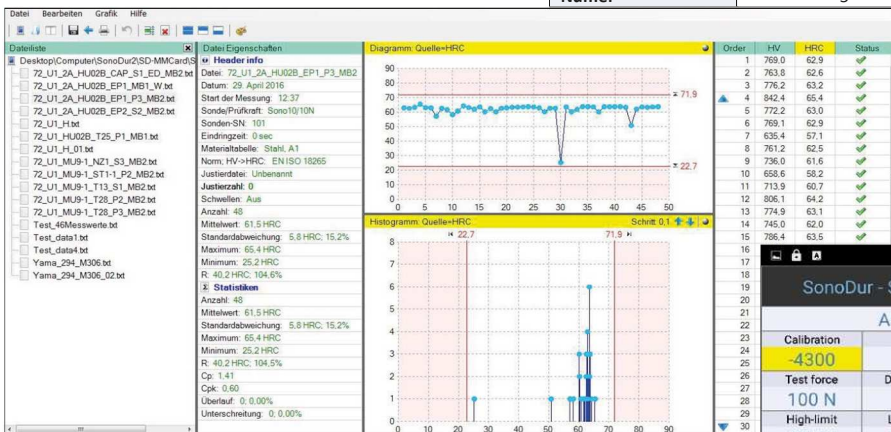 Name:
Datei Bearbeiten Grafik Hilfe
Dateiliste
Desktop\Computer\SonoDur2\SD-MMCard\S
72_U1_2A_HU02B_CAP_S1_ED_MB2.txt
72_U1_2A_HU02B_EP1_MB1_W.txt
72_U1_2A_HU02B_EP1_P3_MB2.txt
72_U1_2A_HU02B_EP2_S2_MB2.txt
72_U1_H.txt
72_U1_HU02B_T25_P1_MB1.txt
72_U1_H_01.txt
72_U1_MU9-1_NZ1_S3_MB2.txt
72_U1_MU9-1_ST1-1_P2_MB2.txt
72_U1_MU9-1_T13_S1_MB2.txt
72_U1_MU9-1_T28_P2_MB2.txt
72_U1_MU9-1_T28_P3_MB2.txt
Test_46Messwerte.txt
Test_data1.txt
Test_data4.txt
Yama_294_M306.txt
Yama_294_M306_02.txt
Datei Eigenschaften
Header info
Datei: 72_U1_2A_HU02B_EP1_P3_MB2
Datum: 29. April 2016
Start der Messung: 12:37
Sonde/Prüfkraft: Sono10/10N
Sonden-SN: 101
Eindringzeit: 0 sec
Materialtabelle: Stahl, A1
Norm: HV->HRC: EN ISO 18265
Justierdatei: Unbenannt
Justierzahl: 0
Schwellen: Aus
Anzahl: 48
Mittelwert: 61,5 HRC
Standardabweichung: 5,8 HRC; 15,2%
Maximum: 65,4 HRC
Minimum: 25,2 HRC
R: 40,2 HRC; 104,6%
Σ Statistiken
Anzahl: 48
Mittelwert: 61,5 HRC
Standardabweichung: 5,8 HRC; 15,2%
Maximum: 65,4 HRC
Minimum: 25,2 HRC
R: 40,2 HRC; 104,5%
Cp: 1,41
Cpk: 0,60
Überlauf: 0; 0,00%
Unterschreitung: 0; 0,00%
Diagramm: Quelle=HRC
90
80
70
60
50
40
30
20
10
0
71,9
22,7
0 5 10 15 20 25 30 35 40 45 50
Histogramm: Quelle=HRC Schritt: 0,1
22,7 71,9
8
7
6
5
4
3
2
1
0
0 10 20 30 40 50 60 70 80 90
Order HV HRC Status
1 769,0 62,9
2 763,8 62,6
3 776,2 63,2
4 842,4 65,4
5 772,2 63,0
6 769,1 62,9
7 635,4 57,1
8 761,2 62,5
9 736,0 61,6
10 658,6 58,2
11 713,9 60,7
12 806,1 64,2
13 774,9 63,1
14 745,0 62,0
15 786,4 63,5
16
17
18
19
20
21
22
23
24
25
26
27
28
29
30
A
SonoDur - S
A
Calibration
-4300
Test force D
100 N
High-limit L